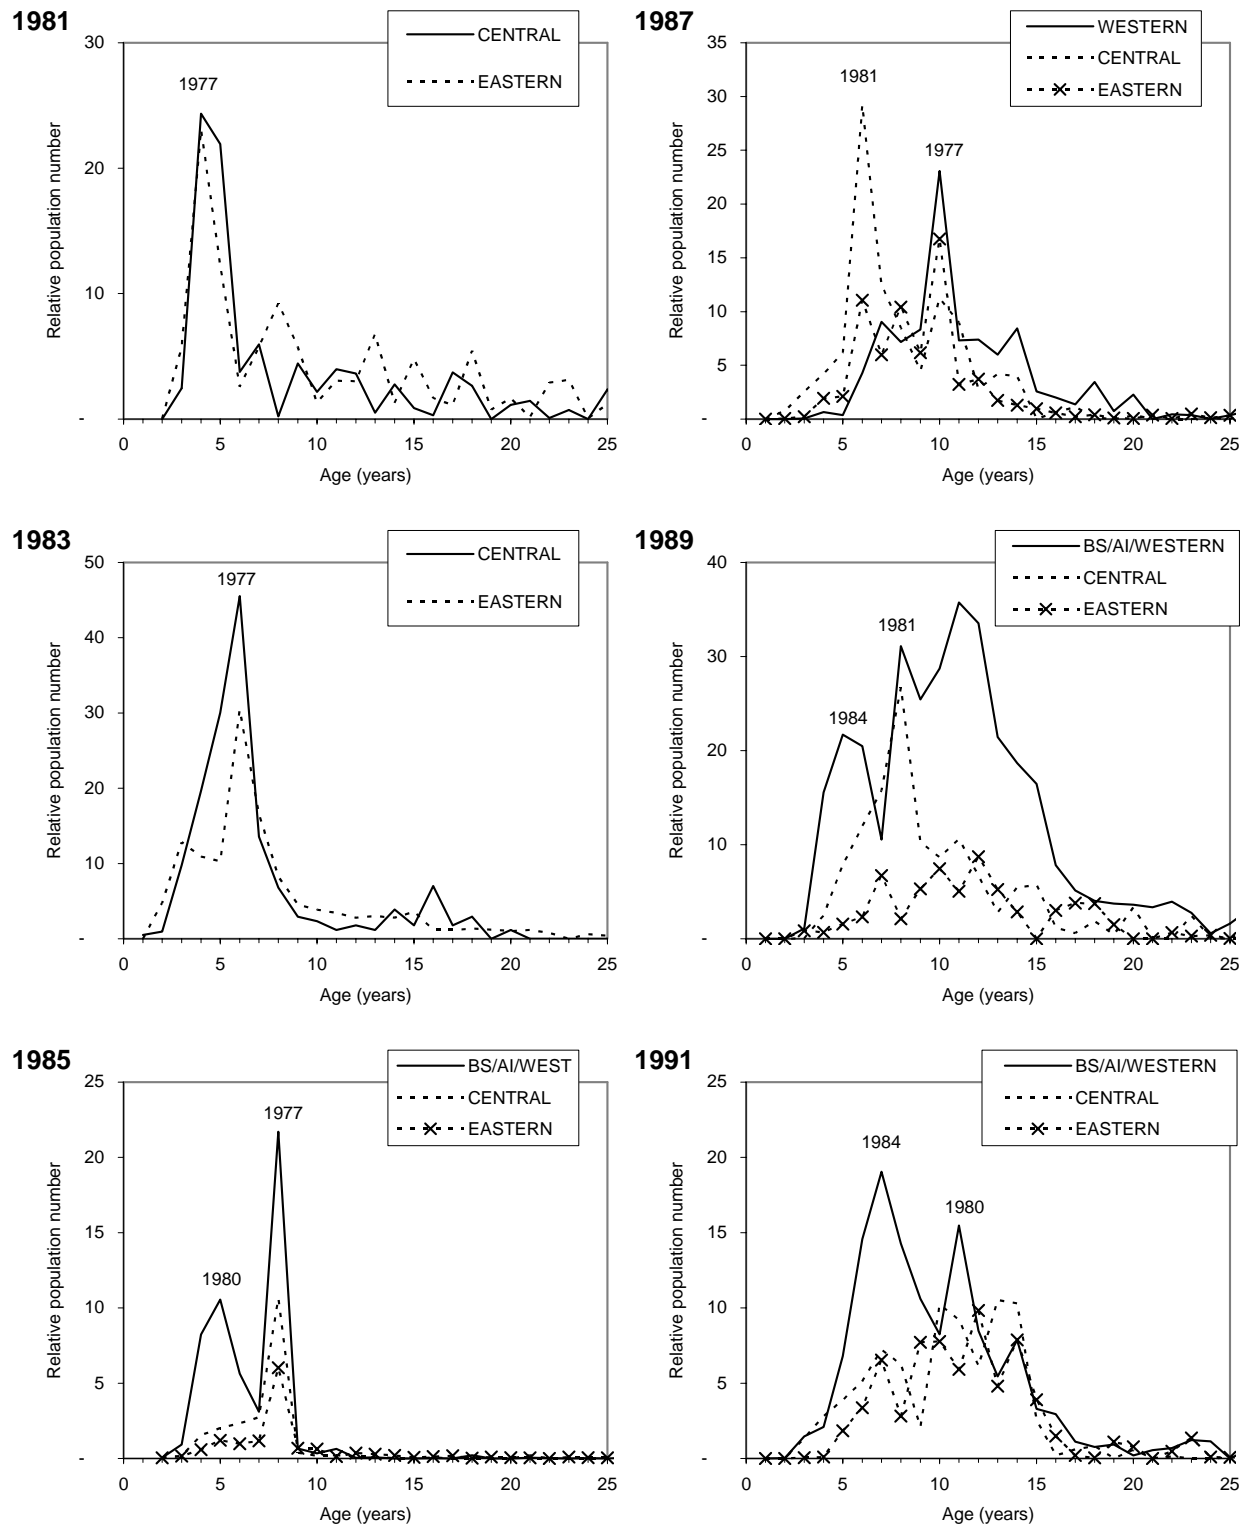 1981
30
20
10
-
0 5 10 15 20 25
Relative population number
Age (years)
CENTRAL
EASTERN
1977
1987
35
30
25
20
15
10
5
-
0 5 10 15 20 25
Relative population number
Age (years)
WESTERN
CENTRAL
EASTERN
1981
1977
1983
50
40
30
20
10
-
0 5 10 15 20 25
Relative population number
Age (years)
CENTRAL
EASTERN
1977
1989
40
30
20
10
-
0 5 10 15 20 25
Relative population number
Age (years)
BS/AI/WESTERN
CENTRAL
EASTERN
1981
1984
1985
25
20
15
10
5
-
0 5 10 15 20 25
Relative population number
Age (years)
BS/AI/WEST
CENTRAL
EASTERN
1977
1980
1991
25
20
15
10
5
-
0 5 10 15 20 25
Relative population number
Age (years)
BS/AI/WESTERN
CENTRAL
EASTERN
1984
1980